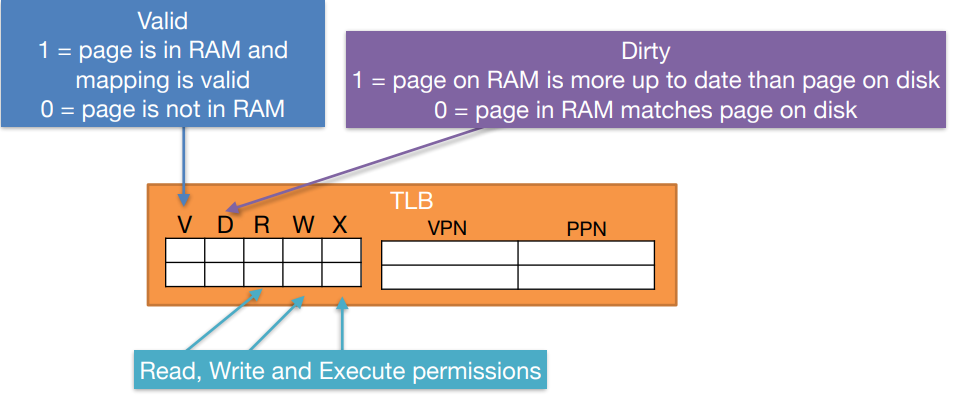 Valid
1 = page is in RAM and
mapping is valid
0 = page is not in RAM
Dirty
1 = page on RAM is more up to date than page on disk
0 = page in RAM matches page on disk
TLB
V D R W X
VPN PPN
Read, Write and Execute permissions